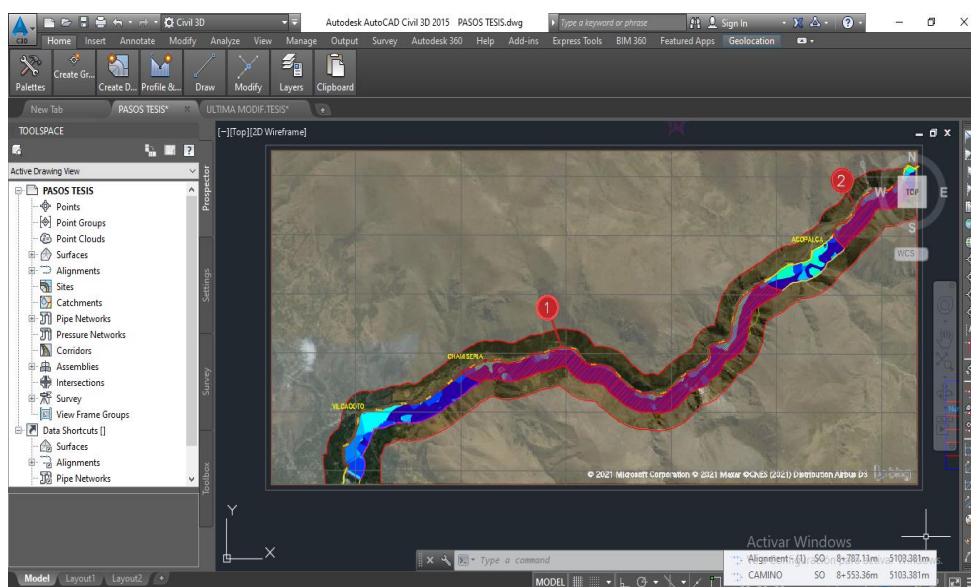 Civil 3D
Autodesk AutoCAD Civil 3D 2015 PASOS TESIS.dwg
Type a keyword or phrase
Sign In
C3D
Home Insert Annotate Modify Analyze View Manage Output Survey Autodesk 360 Help Add-ins Express Tools BIM 360 Featured Apps Geolocation
Palettes
Create Gr...
Create D...
Profile &...
Draw
Modify
Layers
Clipboard
New Tab
PASOS TESIS*
ULTIMA MODIF.TESIS*
TOOLSPACE
Active Drawing View
PASOS TESIS
Points
Point Groups
Point Clouds
Surfaces
Alignments
Sites
Catchments
Pipe Networks
Pressure Networks
Corridors
Assemblies
Intersections
Survey
View Frame Groups
Data Shortcuts []
Surfaces
Alignments
Pipe Networks
Prospector
Settings
Survey
Toolbox
[−][Top][2D Wireframe]
N
W
TOP
E
S
WCS
2
ACOPALCA
1
CHAMISERIA
VILCACOTO
© 2021 Microsoft Corporation © 2021 Maxar ©CNES (2021) Distribution Airbus DS
Y
X
Type a command
Activar Windows
Alignment - (1) SO 8+787.11m 5103.381m
CAMINO SO 8+553.36m 5103.381m
Model
Layout1
Layout2
MODEL